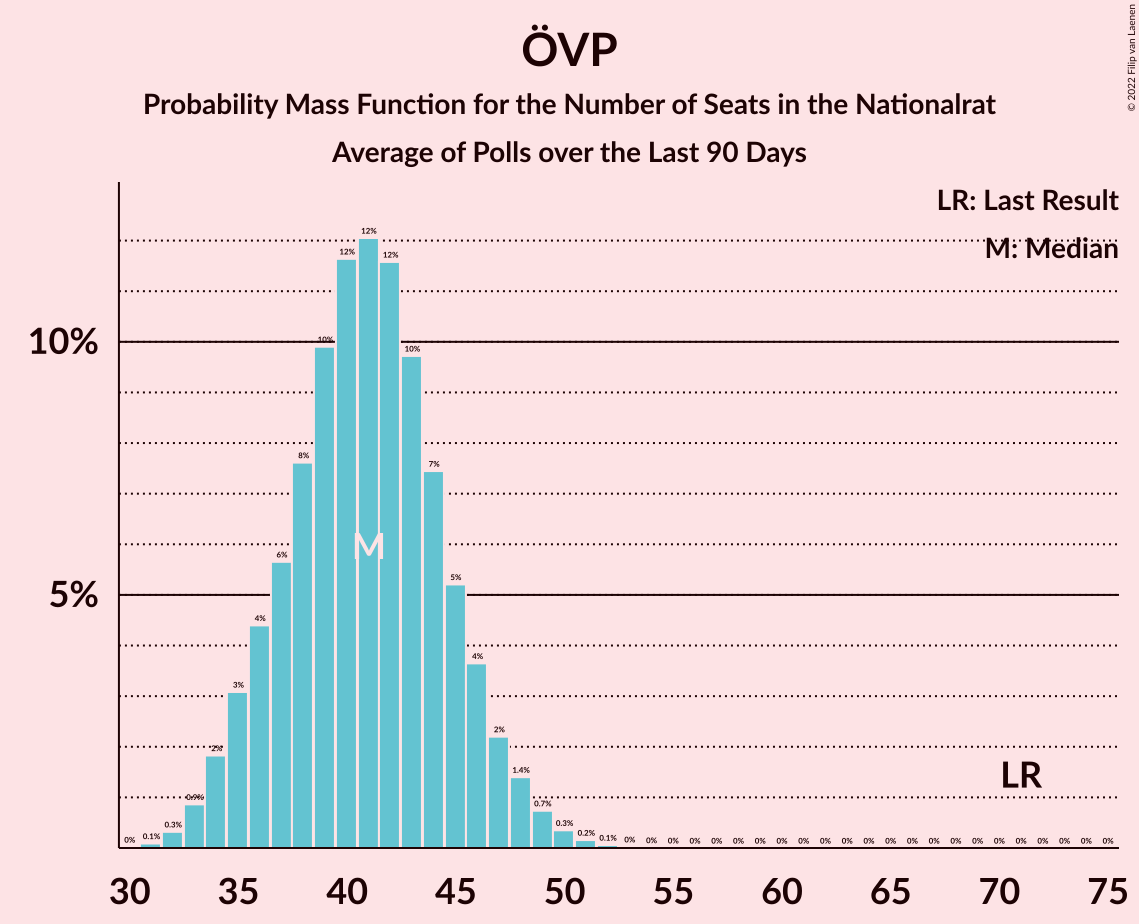 ÖVP
Probability Mass Function for the Number of Seats in the Nationalrat
Average of Polls over the Last 90 Days
© 2022 Filip van Laenen
LR: Last Result
M: Median
10%
5%
0% 0.1% 0.3% 0.9% 2% 3% 4% 6% 8% 10% 12% 12% 12% 10% 7% 5% 4% 2% 1.4% 0.7% 0.3% 0.2% 0.1% 0% 0% 0% 0% 0% 0% 0% 0% 0% 0% 0% 0% 0% 0% 0% 0% 0% 0% 0% 0% 0% 0% 0%
M
LR
30 35 40 45 50 55 60 65 70 75